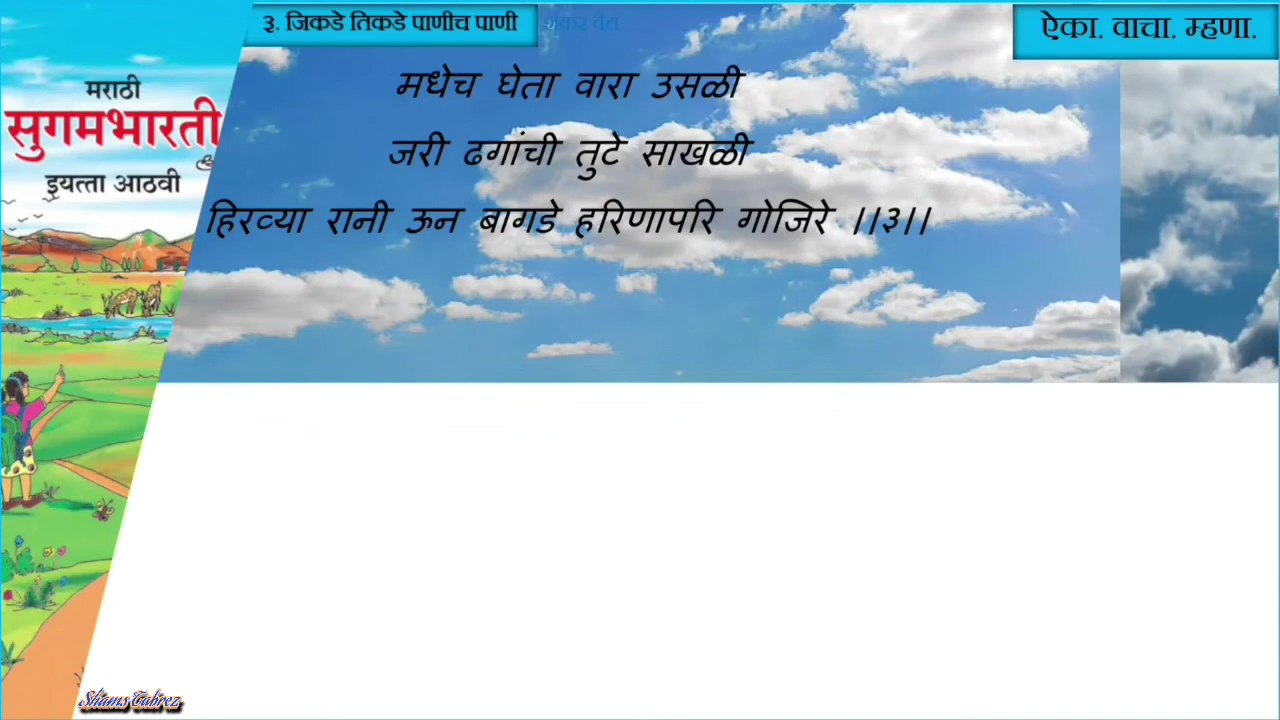 ३. जिकडे तिकडे पाणीच पाणी
ऐका. वाचा. म्हणा.
मराठी
सुगमभारती
इयत्ता आठवी
मधेच घेता वारा उसळी
जरी ढगांची तुटे साखळी
हिरव्या रानी ऊन बागडे हरिणापरि गोजिरे ।।३।।
Shams Tabrez